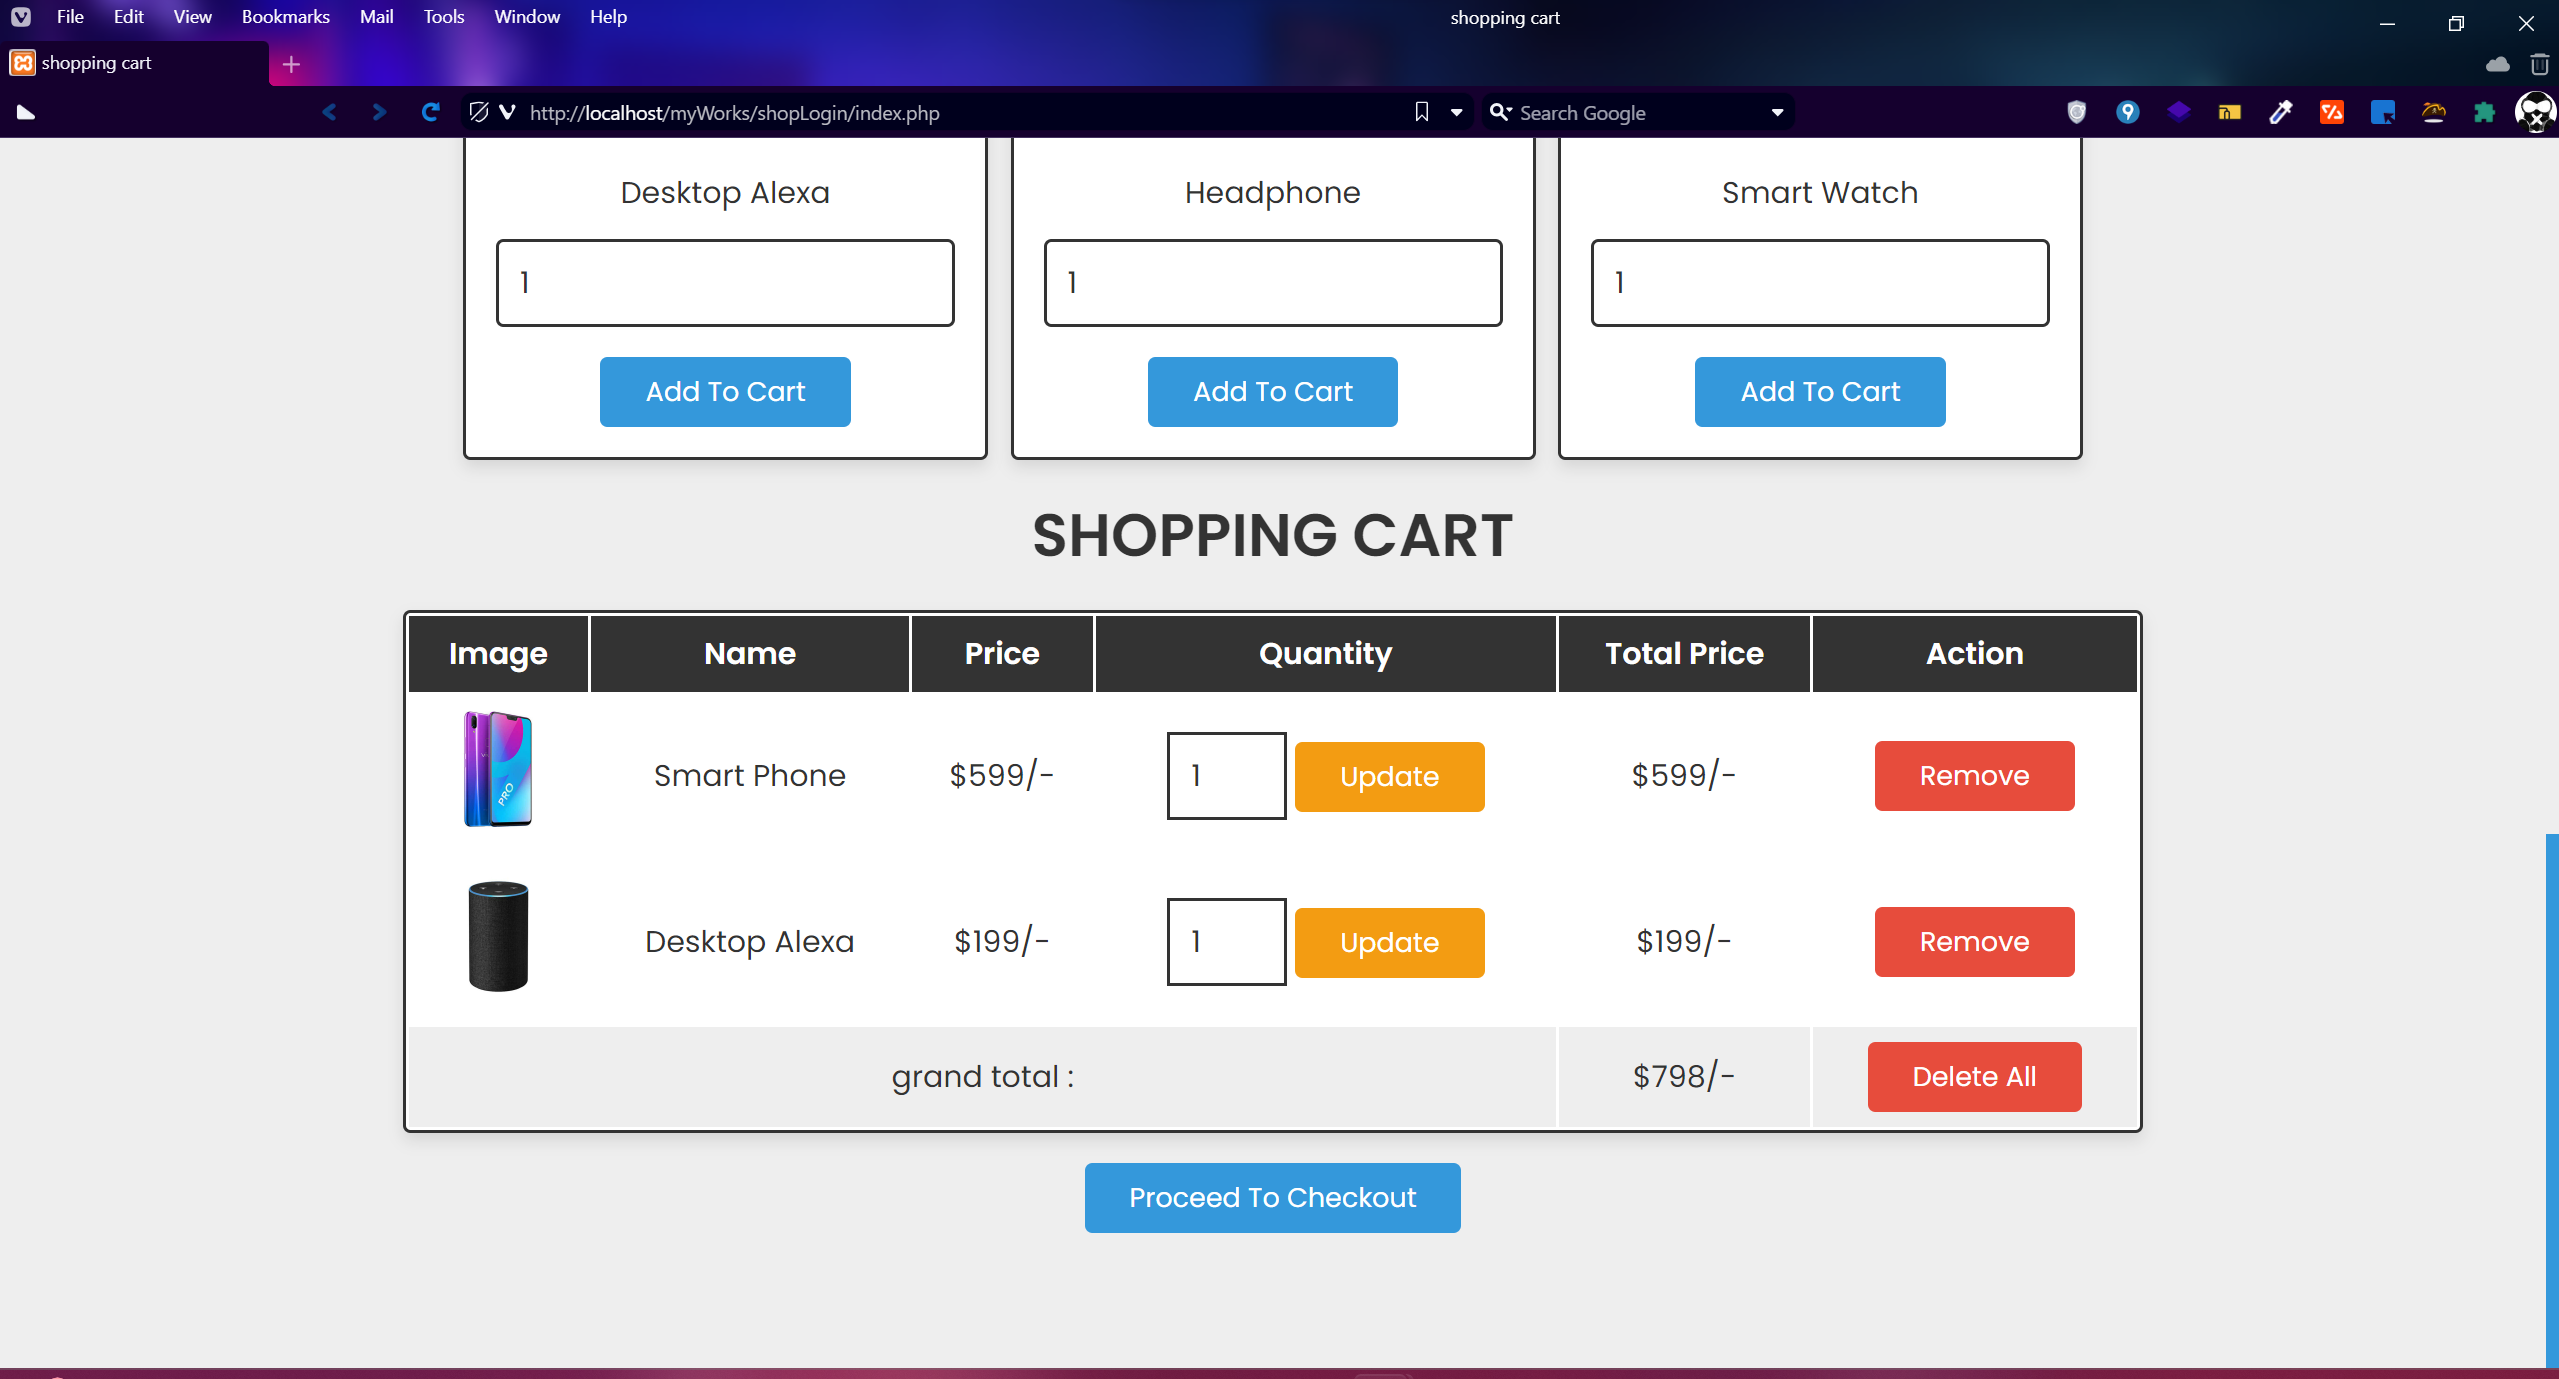 File Edit View Bookmarks Mail Tools Window Help shopping cart
shopping cart
http://localhost/myWorks/shopLogin/index.php Search Google
Desktop Alexa Headphone Smart Watch
1 1 1
Add To Cart Add To Cart Add To Cart
SHOPPING CART
Image Name Price Quantity Total Price Action
PRO
Smart Phone $599/- 1 Update $599/- Remove
Desktop Alexa $199/- 1 Update $199/- Remove
grand total : $798/- Delete All
Proceed To Checkout